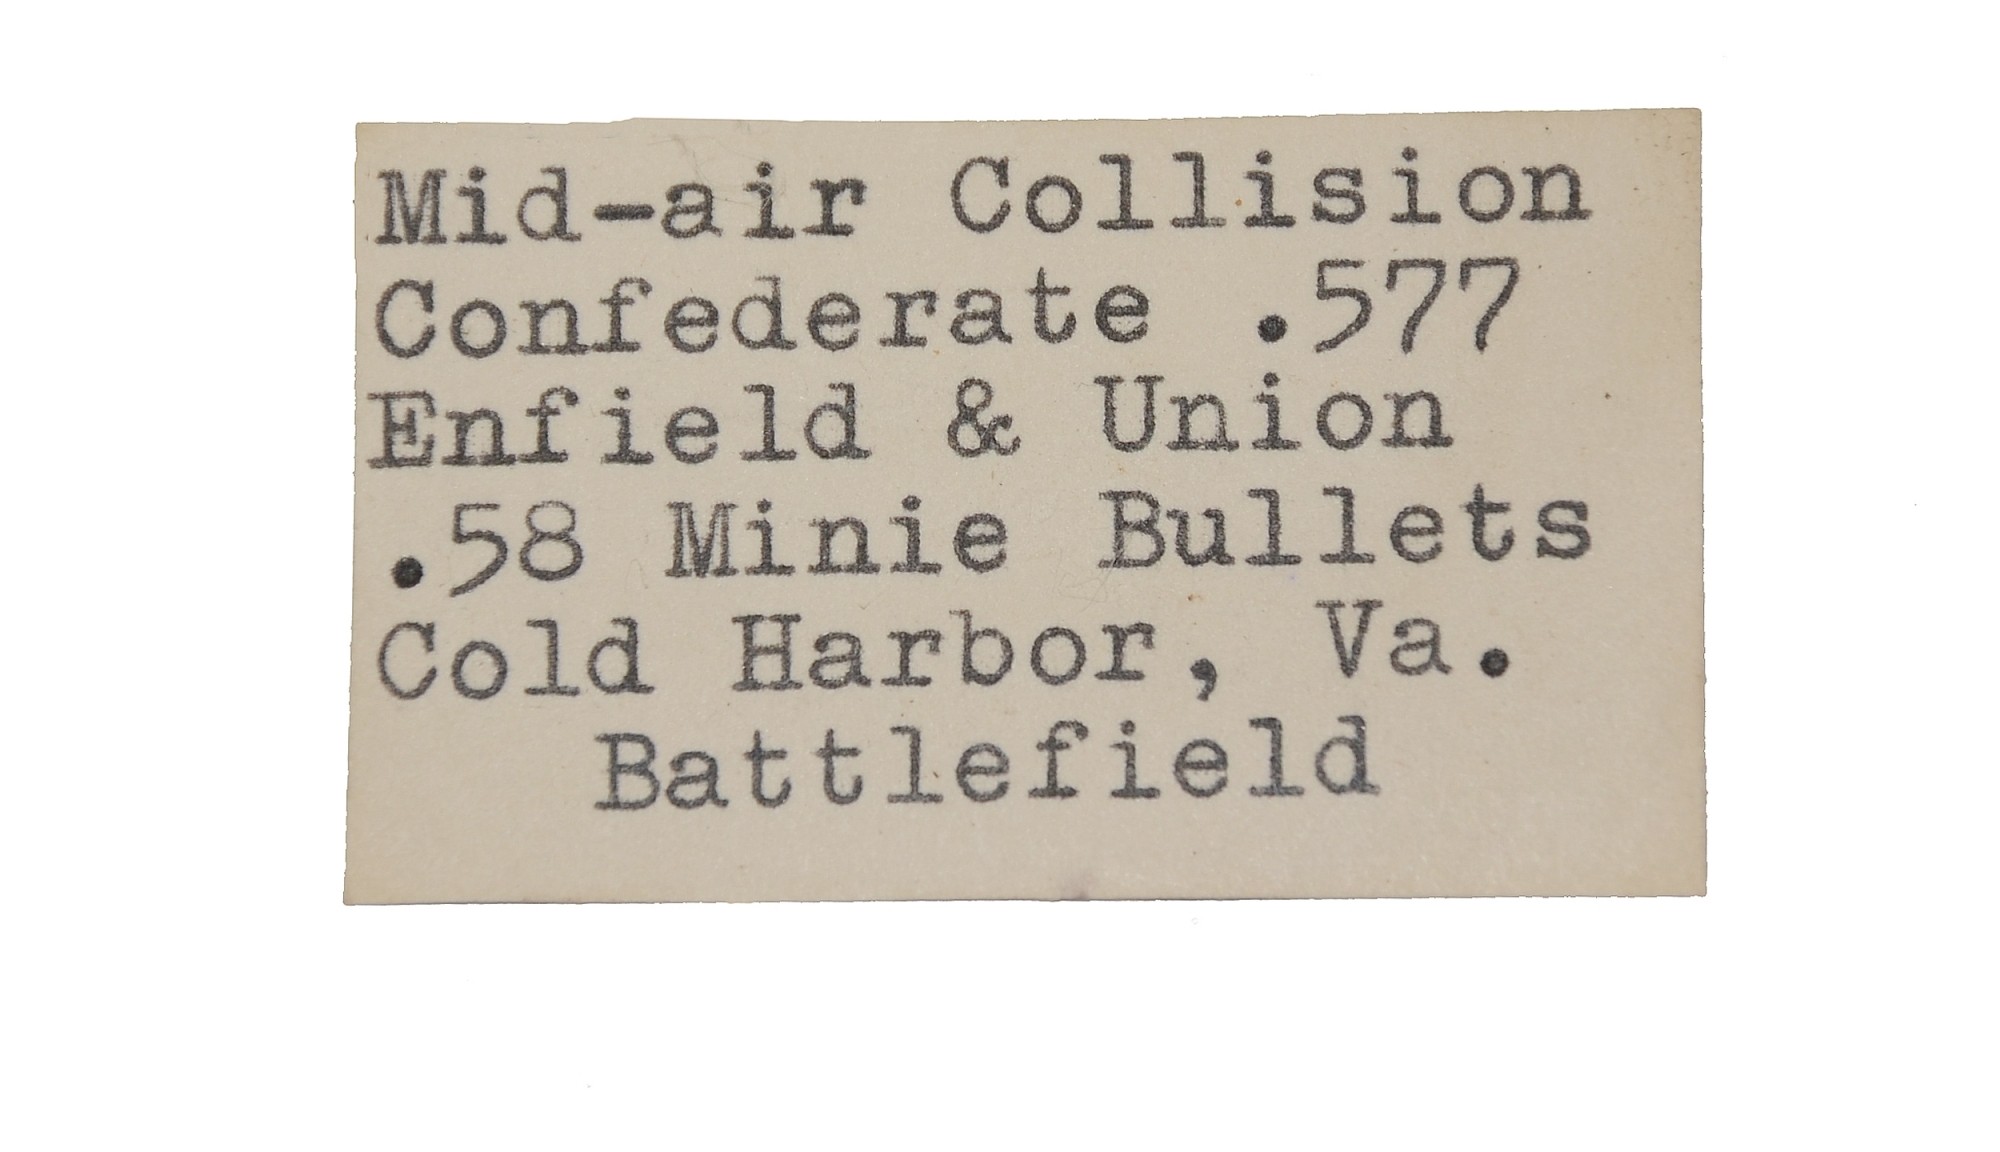 Mid-air Collision
Confederate .577
Enfield & Union
.58 Minie Bullets
Cold Harbor, Va.
Battlefield